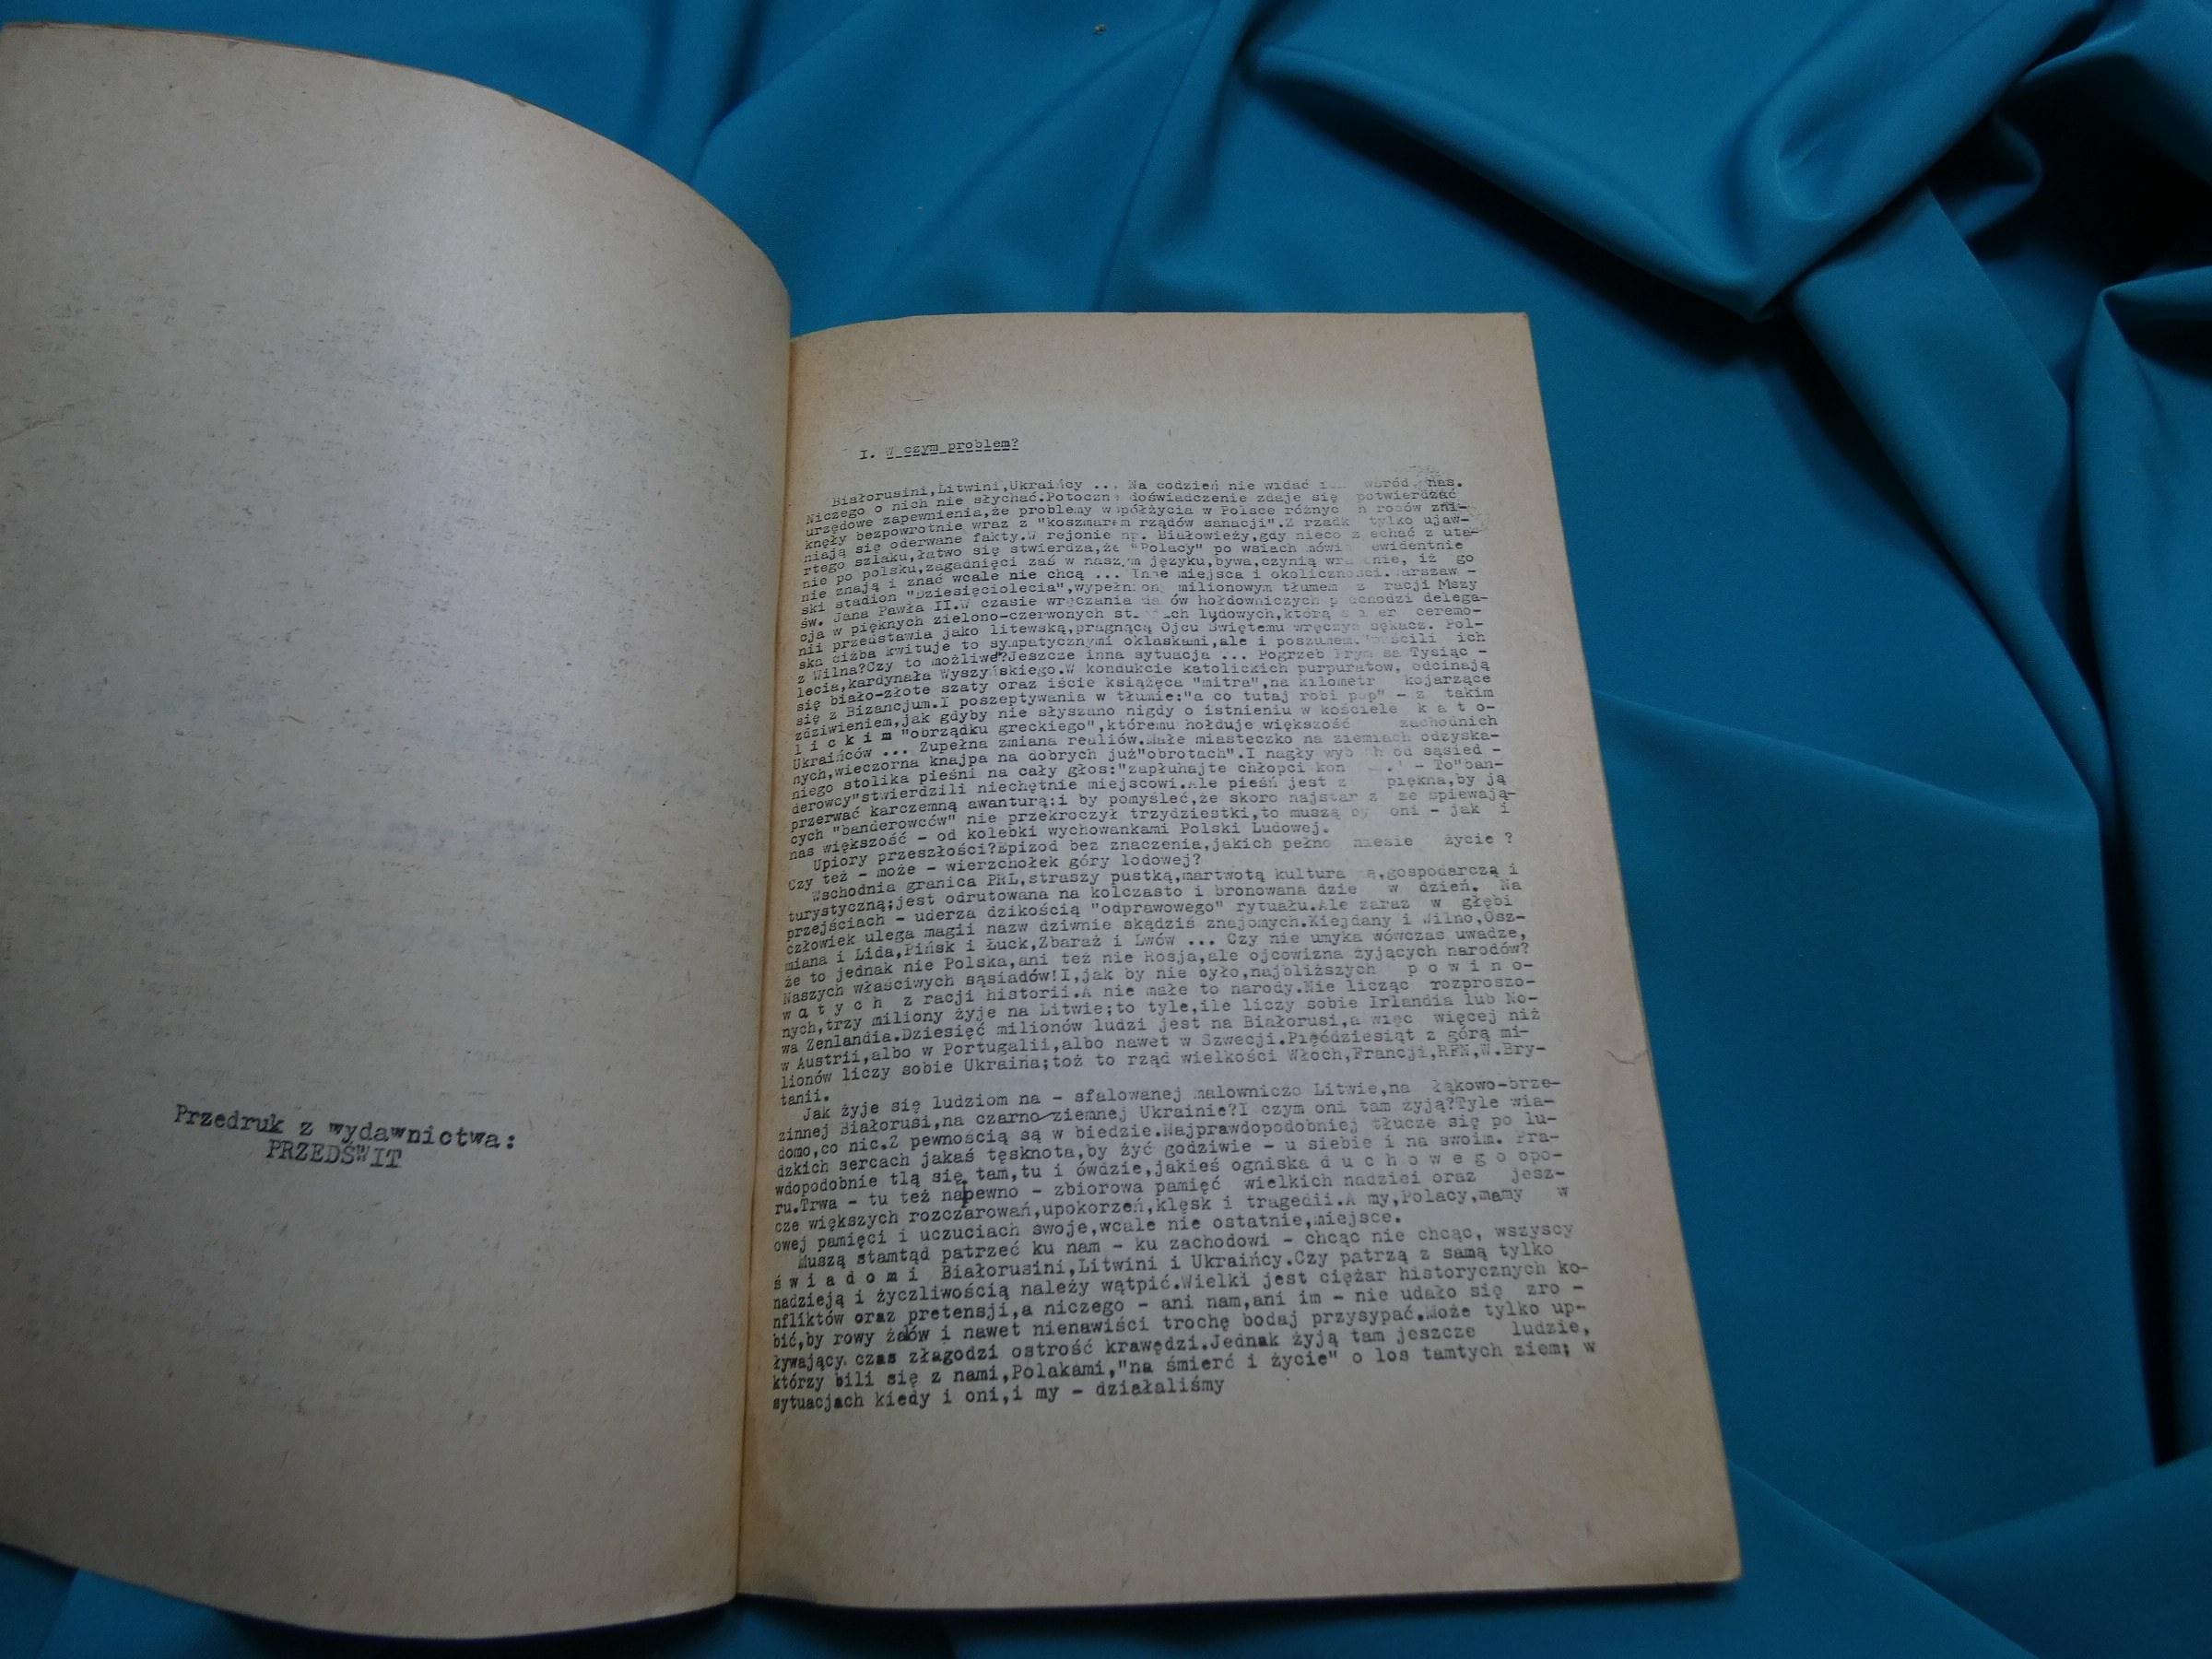 Przedruk z wydawnictwa:
PRZEDŚWIT
I. W czym problem?
Białorusini,Litwini,Ukraińcy ... Na codzień nie widać wśród nas.
Niczego o nich nie słychać.Potoczne doświadczenie zdaje się potwierdzać
urzędowe zapewnienia,że problemy współżycia w Polsce różnyc h rodów zni-
knęły bezpowrotnie wraz z "koszmarem rządów sanacji".Z rzadk tylko ujaw-
niają się oderwane fakty.W rejonie np. Białowieży,gdy nieco z echać z uta-
rtego szlaku,łatwo się stwierdza,że "Polacy" po wsiach mówi ewidentnie
nie po polsku,zagadnięci zaś w naszym języku,bywa,czynią wra enie, iż go
nie znają i znać wcale nie chcą ... Inne miejsca i okoliczności.Warszaw -
ski stadion "Dziesięciolecia",wypełniony milionowym tłumem z racji Mszy
św. Jana Pawła II.W czasie wręczania da ów hołdowniczych p chodzi delega-
cja w pięknych zielono-czerwonych st ch ludowych,którą ceremo-
nii przedstawia jako litewską,pragnącą Ojcu Świętemu wręczyć sękacz. Pol-
ska ciżba kwituje to sympatycznymi oklaskami,ale i poszumem. ścili ich
z Wilna?Czy to możliwe?Jeszcze inna sytuacja ... Pogrzeb Prym sa Tysiąc -
lecia,kardynała Wyszyńskiego.W kondukcie katolickich purpuratów, odcinają
się biało-złote szaty oraz iście książęca "mitra",na kilometr kojarzące
się z Bizancjum.I poszeptywania w tłumie:"a co tutaj robi pop" - z takim
zdziwieniem,jak gdyby nie słyszano nigdy o istnieniu w kościele k a t o-
l i c k i m "obrządku greckiego",któremu hołduje większość zachodnich
Ukraińców ... Zupełna zmiana realiów.Małe miasteczko na ziemiach odzyska-
nych,wieczorna knajpa na dobrych już"obrotach".I nagły wyb h od sąsied -
niego stolika pieśni na cały głos:"zapłuhajte chłopci kon - To"ban-
derowcy"stwierdzili niechętnie miejscowi.Ale pieśń jest z piękna,by ją
przerwać karczemną awanturą:i by pomyśleć,że skoro najstar z ze śpiewają-
cych "banderowców" nie przekroczył trzydziestki,to muszą by oni - jak i
nas większość - od kolebki wychowankami Polski Ludowej.
Upiory przeszłości?Epizod bez znaczenia,jakich pełno niesie życie ?
Czy też - może - wierzchołek góry lodowej?
Wschodnia granica PRL,straszy pustką,martwotą kultura ą,gospodarczą i
turystyczną;jest odrutowana na kolczasto i bronowana dzie w dzień. Na
przejściach - uderza dzikością "odprawowego" rytuału.Ale zaraz w głębi
człowiek ulega magii nazw dziwnie skądziś znajomych.Kiejdany i Wilno,Osz-
miana i Lida,Pińsk i Łuck,Zbaraż i Lwów ... Czy nie umyka wówczas uwadze,
że to jednak nie Polska,ani też nie Rosja,ale ojcowizna żyjących narodów?
Naszych właściwych sąsiadów!I,jak by nie było,najbliższych p o w i n o-
w a t y c h z racji historii.A nie małe to narody.Nie licząc rozproszo-
nych,trzy miliony żyje na Litwie;to tyle,ile liczy sobie Irlandia lub No-
wa Zenlandia.Dziesięć milionów ludzi jest na Białorusi,a więc więcej niż
w Austrii,albo w Portugalii,albo nawet w Szwecji.Pięćdziesiąt z górą mi-
lionów liczy sobie Ukraina;toż to rząd wielkości Włoch,Francji,RFN,W.Bry-
tanii.
Jak żyje się ludziom na - sfalowanej malowniczo Litwie,na łąkowo-brze-
zinnej Białorusi,na czarno-ziemnej Ukrainie?I czym oni tam żyją?Tyle wia-
domo,co nic.Z pewnością są w biedzie.Najprawdopodobniej tłucze się po lu-
dzkich sercach jakaś tęsknota,by żyć godziwie - u siebie i na swoim. Pra-
wdopodobnie tlą się tam,tu i ówdzie,jakieś ogniska d u c h o w e g o opo-
ru.Trwa - tu też napewno - zbiorowa pamięć wielkich nadziei oraz jesz-
cze większych rozczarowań,upokorzeń,klęsk i tragedii.A my,Polacy,mamy w
owej pamięci i uczuciach swoje,wcale nie ostatnie,miejsce.
Muszą stamtąd patrzeć ku nam - ku zachodowi - chcąc nie chcąc, wszyscy
ś w i a d o m i Białorusini,Litwini i Ukraińcy.Czy patrzą z samą tylko
nadzieją i życzliwością należy wątpić.Wielki jest ciężar historycznych ko-
nfliktów oraz pretensji,a niczego - ani nam,ani im - nie udało się zro -
bić,by rowy żalów i nawet nienawiści trochę bodaj przysypać.Może tylko up-
ływający czas złagodzi ostrość krawędzi.Jednak żyją tam jeszcze ludzie,
którzy bili się z nami,Polakami,"na śmierć i życie" o los tamtych ziem; w
sytuacjach kiedy i oni,i my - działaliśmy